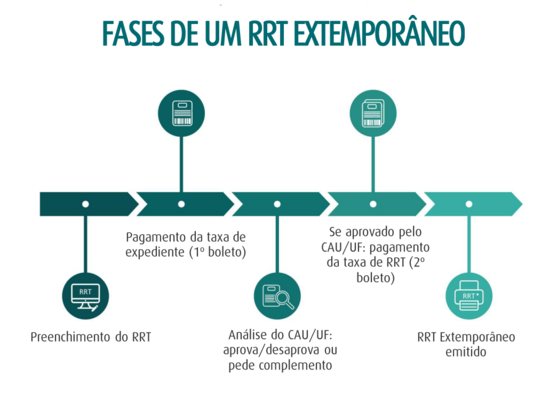 FASES DE UM RRT EXTEMPORÂNEO
RRT
Preenchimento do RRT
Pagamento da taxa de
expediente (1º boleto)
Análise do CAU/UF:
aprova/desaprova ou
pede complemento
Se aprovado pelo
CAU/UF: pagamento
da taxa de RRT (2º
boleto)
RRT
RRT Extemporâneo
emitido